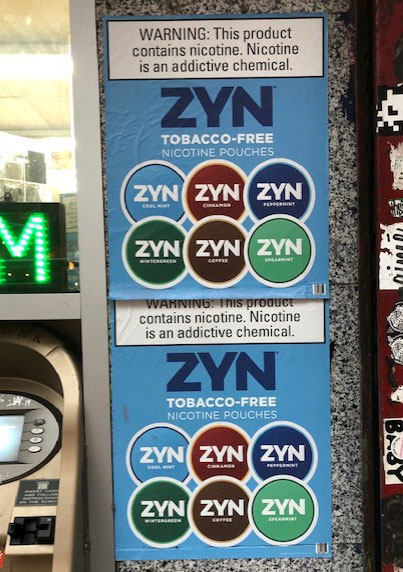 WARNING: This product
contains nicotine. Nicotine
is an addictive chemical.
ZYN
TOBACCO-FREE
NICOTINE POUCHES
ZYN ZYN ZYN
COOL MINT CINNAMON PEPPERMINT
ZYN ZYN ZYN
WINTERGREEN COFFEE SPEARMINT
M
WARNING: This product
contains nicotine. Nicotine
is an addictive chemical.
ZYN
TOBACCO-FREE
NICOTINE POUCHES
ZYN ZYN ZYN
COOL MINT CINNAMON PEPPERMINT
ZYN ZYN ZYN
WINTERGREEN COFFEE SPEARMINT